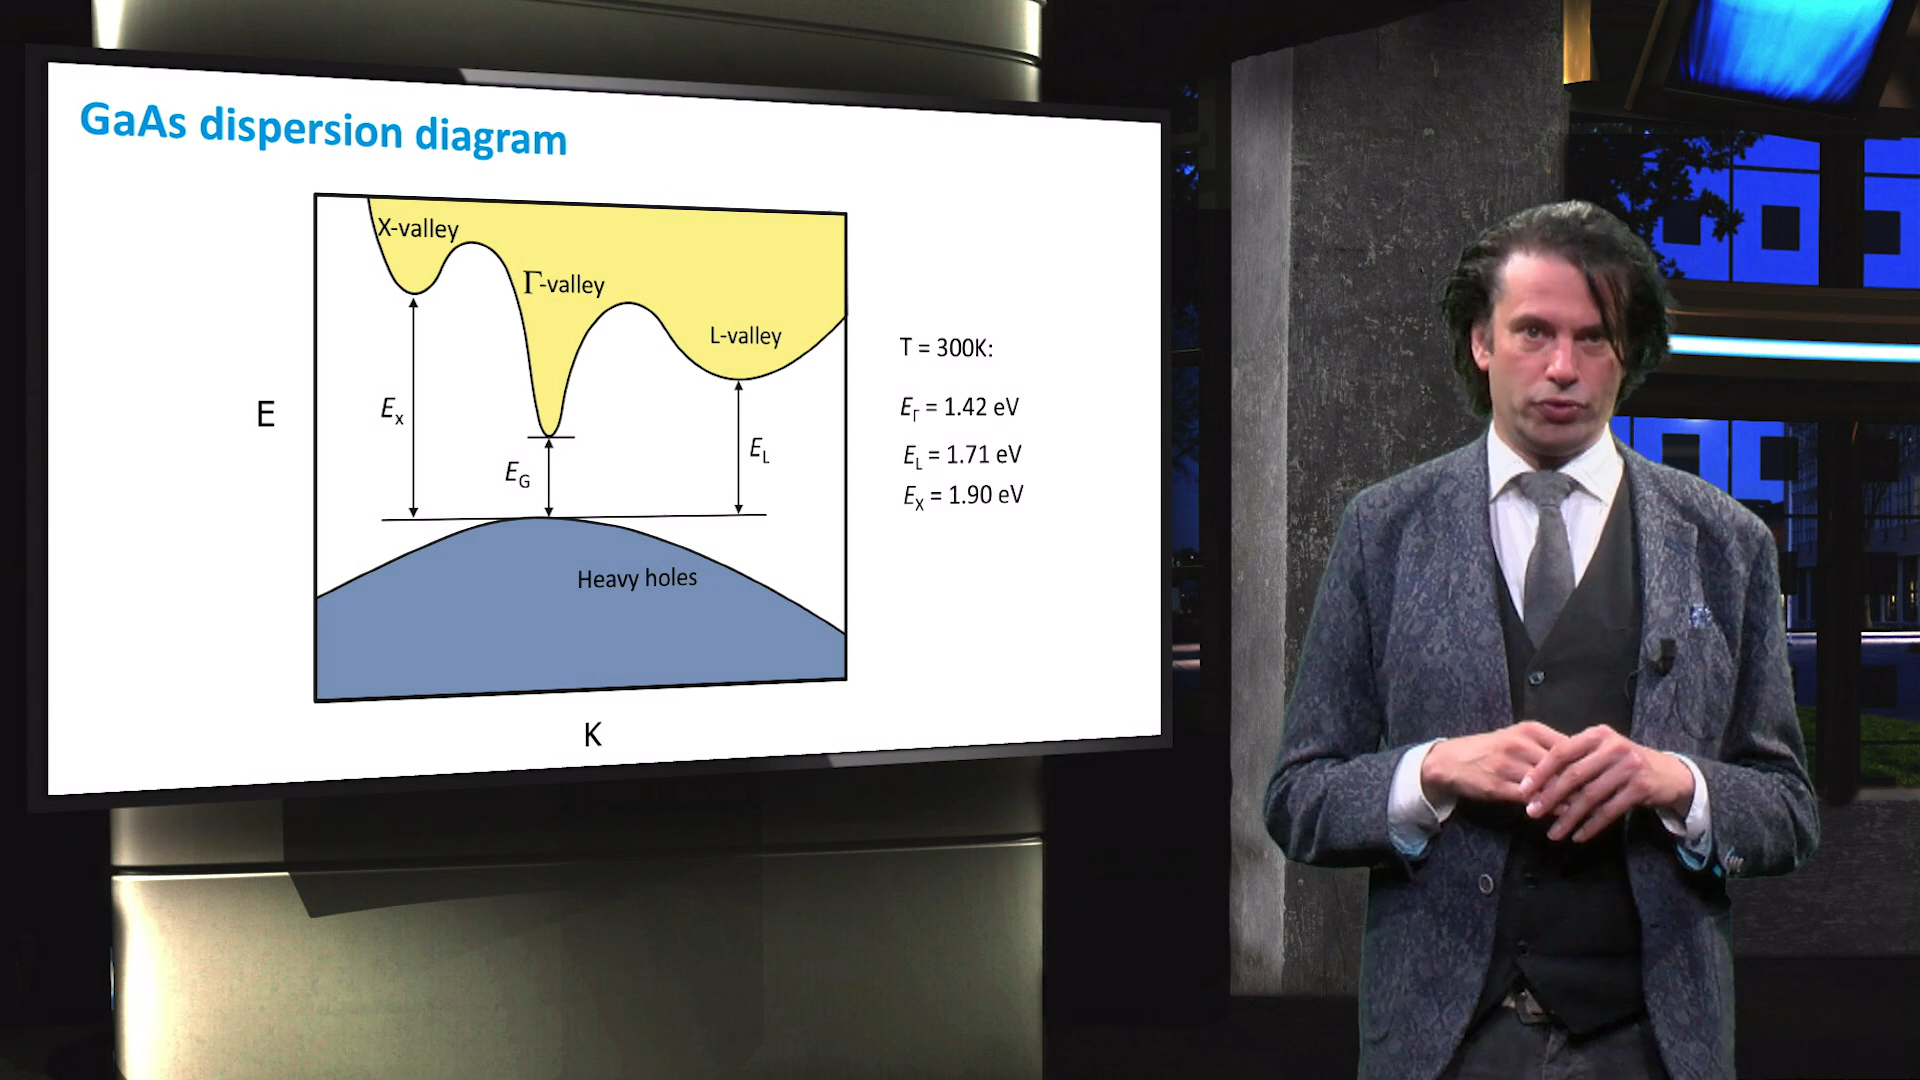 GaAs dispersion diagram
X-valley
Γ-valley
L-valley
E
Ex
EG
EL
Heavy holes
K
T = 300K:
EΓ = 1.42 eV
EL = 1.71 eV
EX = 1.90 eV